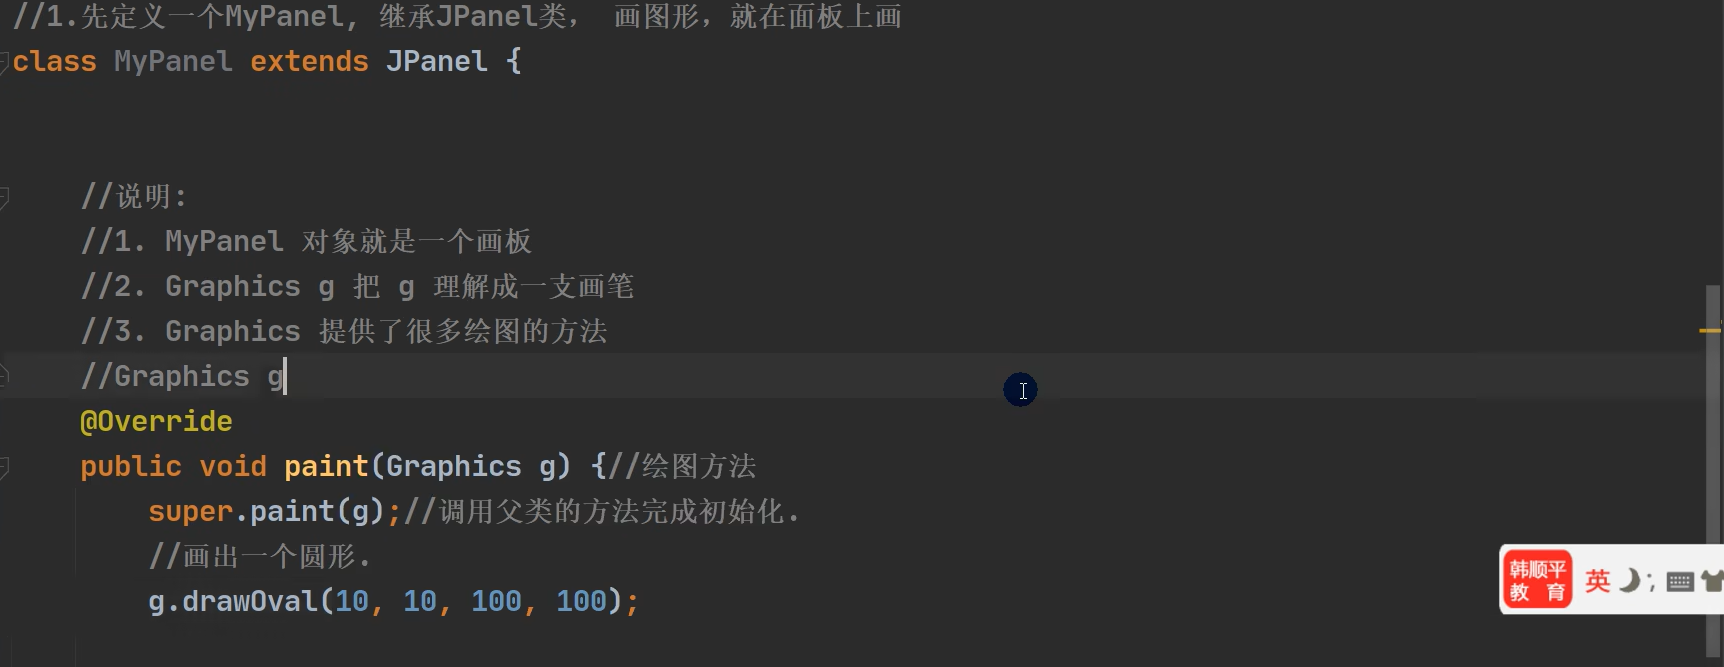 //1.先定义一个MyPanel, 继承JPanel类, 画图形，就在面板上画
class MyPanel extends JPanel {
//说明:
//1. MyPanel 对象就是一个画板
//2. Graphics g 把 g 理解成一支画笔
//3. Graphics 提供了很多绘图的方法
//Graphics g
@Override
public void paint(Graphics g) {//绘图方法
super.paint(g);//调用父类的方法完成初始化.
//画出一个圆形.
g.drawOval(10, 10, 100, 100);
韩顺平
教 育
英 ;